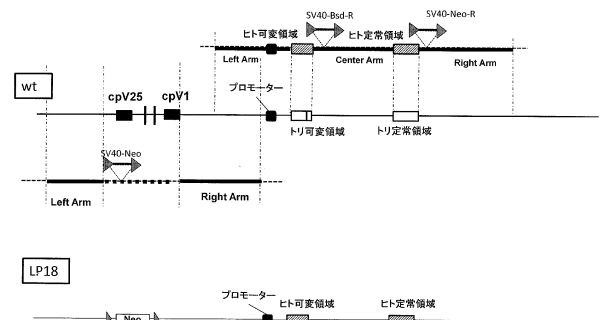 SV40-Bsd-R
SV40-Neo-R
ヒト可変領域
ヒト定常領域
Left Arm
Center Arm
Right Arm
wt
cpV25
cpV1
プロモーター
トリ可変領域
トリ定常領域
SV40-Neo
Left Arm
Right Arm
LP18
プロモーター
ヒト可変領域
ヒト定常領域
Neo